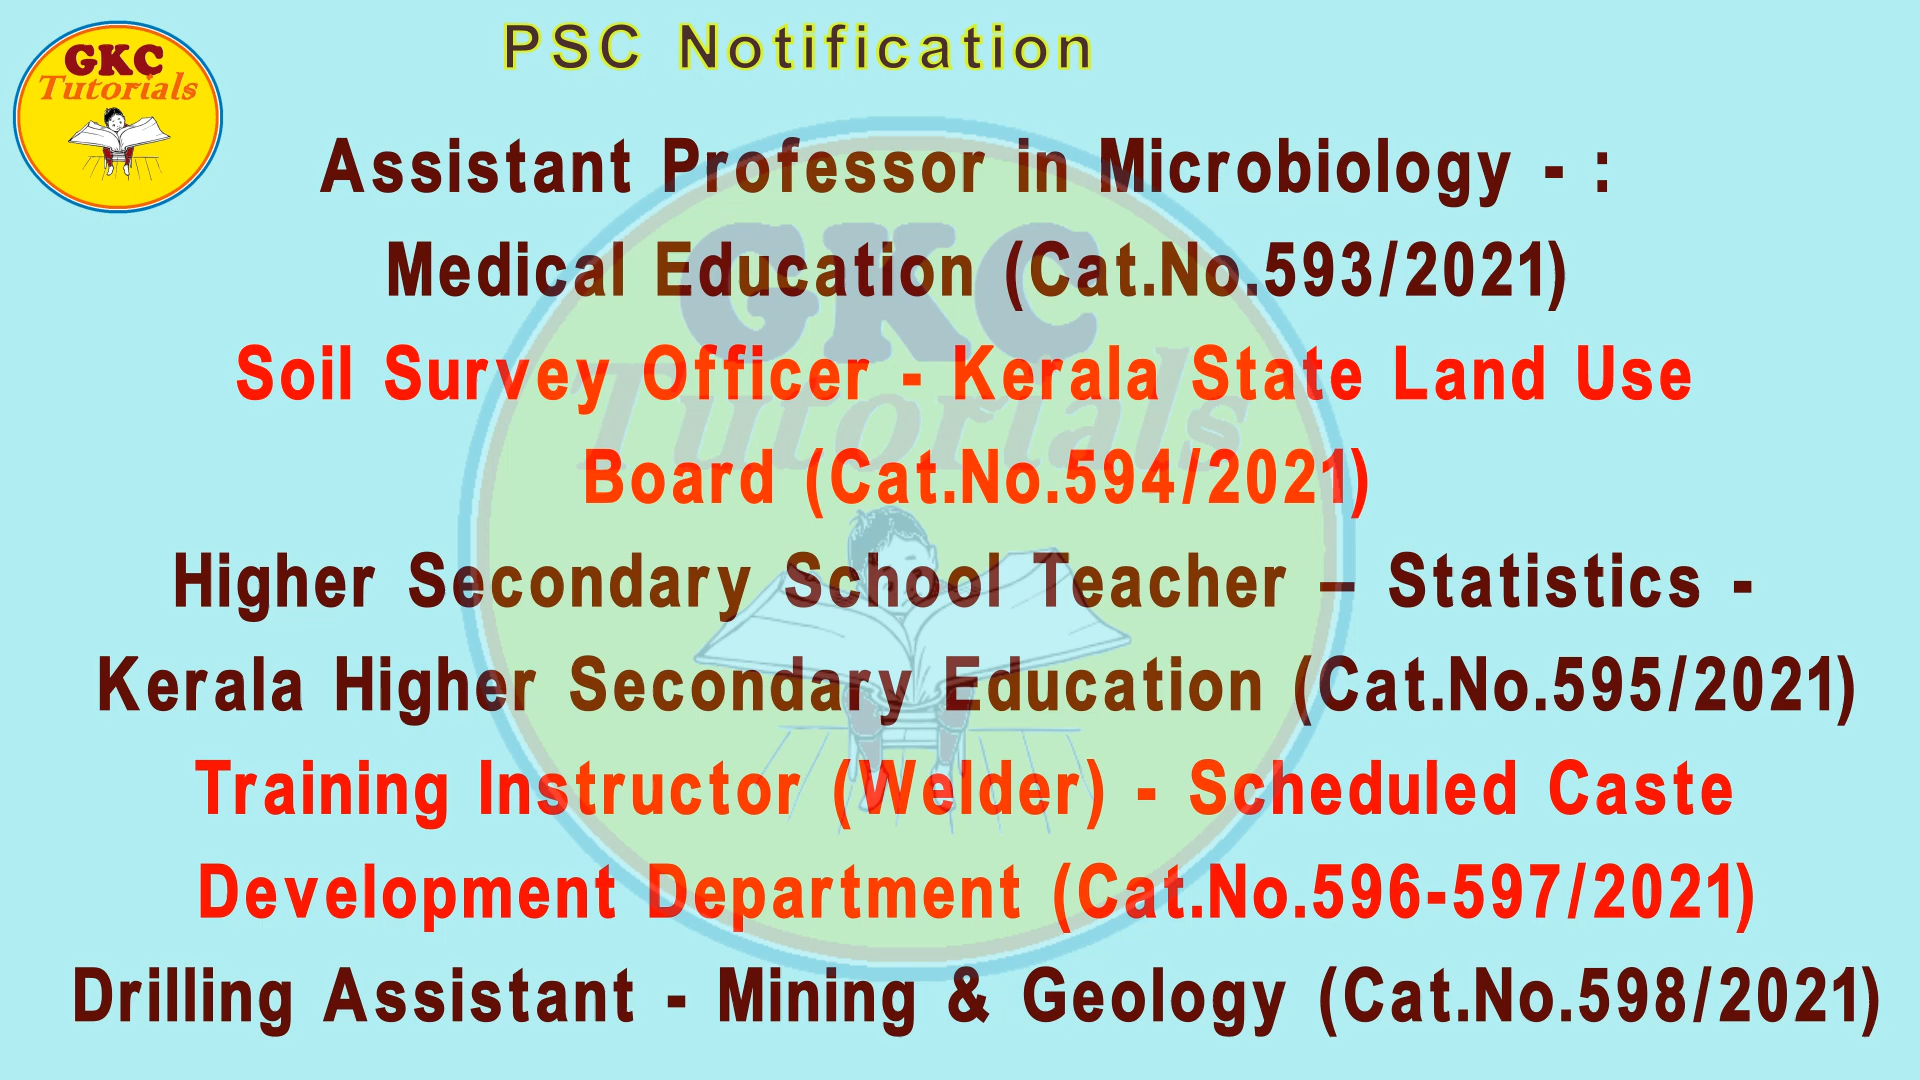 GKC
Tutorials
PSC Notification
Assistant Professor in Microbiology - :
Medical Education (Cat.No.593/2021)
Soil Survey Officer - Kerala State Land Use
Board (Cat.No.594/2021)
Higher Secondary School Teacher – Statistics -
Kerala Higher Secondary Education (Cat.No.595/2021)
Training Instructor (Welder) - Scheduled Caste
Development Department (Cat.No.596-597/2021)
Drilling Assistant - Mining & Geology (Cat.No.598/2021)
GKC
Tutorials